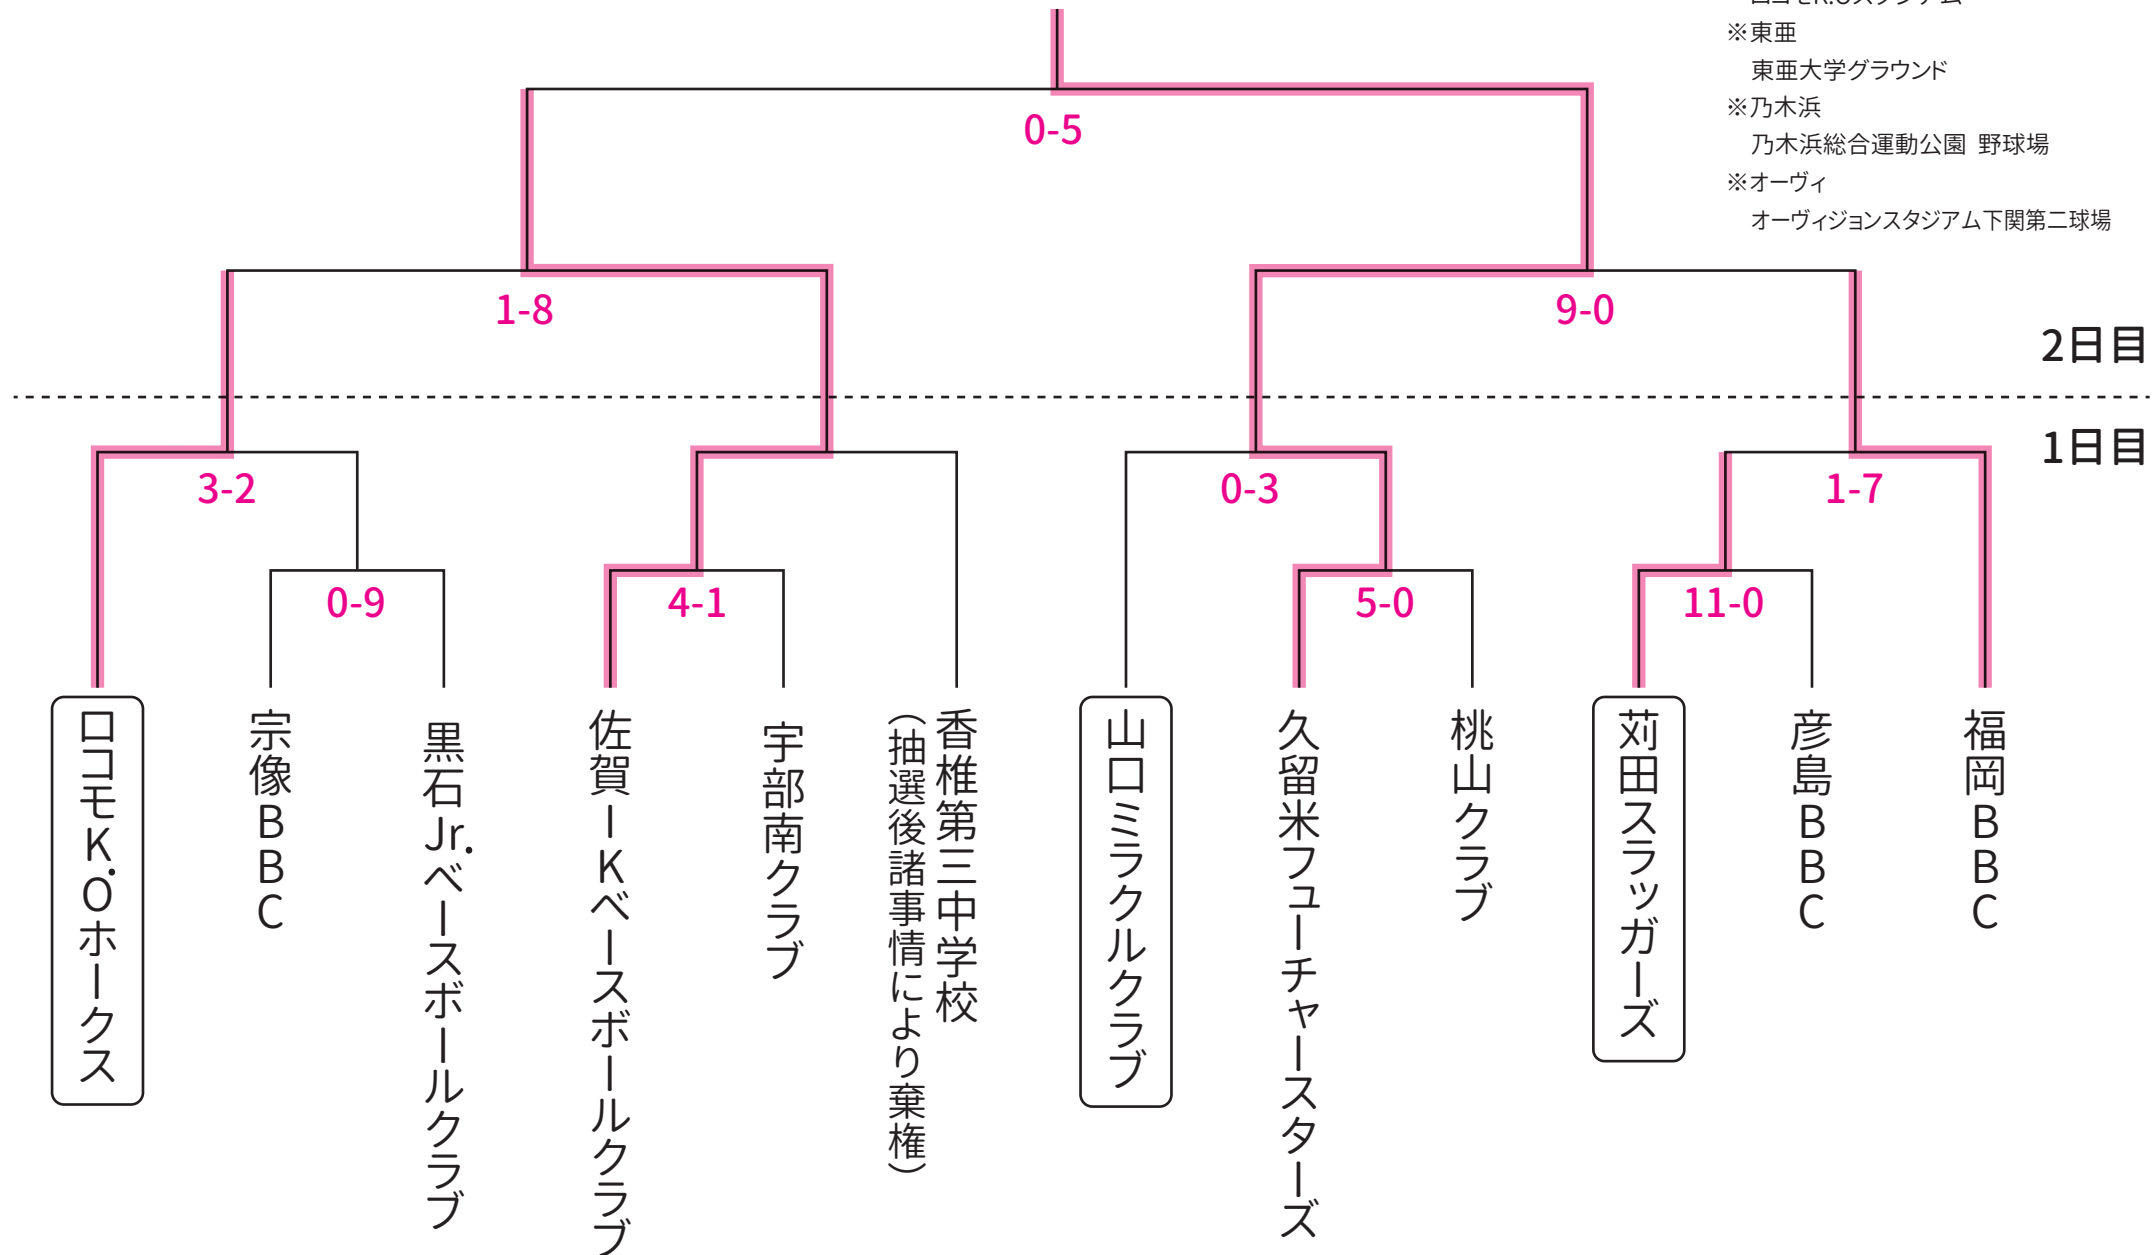 ※東亜
東亜大学グラウンド
※乃木浜
乃木浜総合運動公園 野球場
※オーヴィ
オーヴィジョンスタジアム下関第二球場
0-5
1-8
9-0
2日目
1日目
3-2
0-3
1-7
0-9
4-1
5-0
11-0
ロコモK.Oホークス
宗像BBC
黒石Jr.ベースボールクラブ
佐賀ーKベースボールクラブ
宇部南クラブ
香椎第三中学校
（抽選後諸事情により棄権）
山口ミラクルクラブ
久留米フューチャースターズ
桃山クラブ
苅田スラッガーズ
彦島BBC
福岡BBC